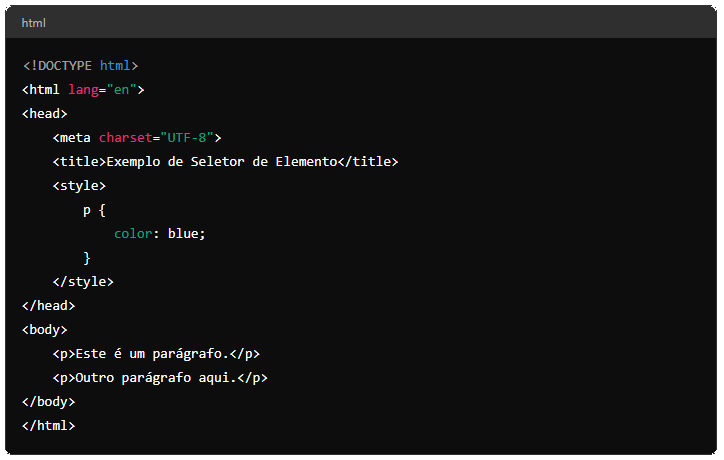 html
<!DOCTYPE html>
<html lang="en">
<head>
    <meta charset="UTF-8">
    <title>Exemplo de Seletor de Elemento</title>
    <style>
        p {
            color: blue;
        }
    </style>
</head>
<body>
    <p>Este é um parágrafo.</p>
    <p>Outro parágrafo aqui.</p>
</body>
</html>